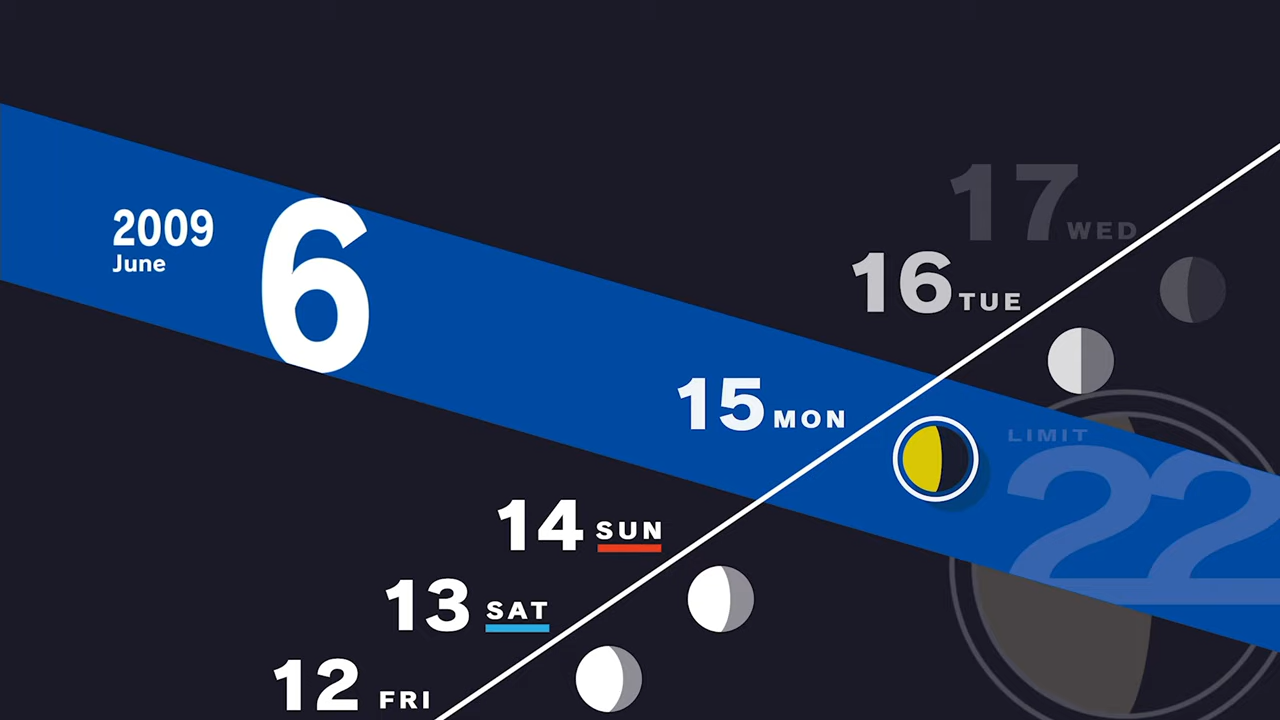 2009
June
6
17 WED
16 TUE
15 MON
LIMIT
22
14 SUN
13 SAT
12 FRI